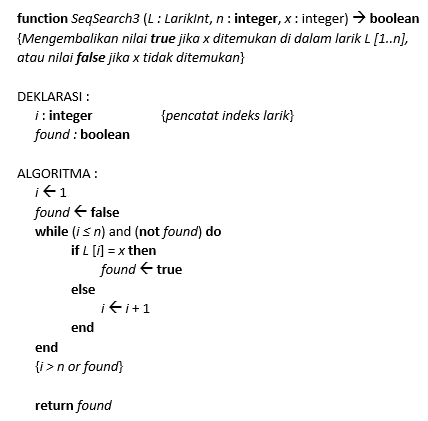 function SeqSearch3 (L : LarikInt, n : integer, x : integer) → boolean
{Mengembalikan nilai true jika x ditemukan di dalam larik L [1..n],
atau nilai false jika x tidak ditemukan}
DEKLARASI :
i : integer {pencatat indeks larik}
found : boolean
ALGORITMA :
i ← 1
found ← false
while (i ≤ n) and (not found) do
if L [i] = x then
found ← true
else
i ← i + 1
end
end
{i > n or found}
return found